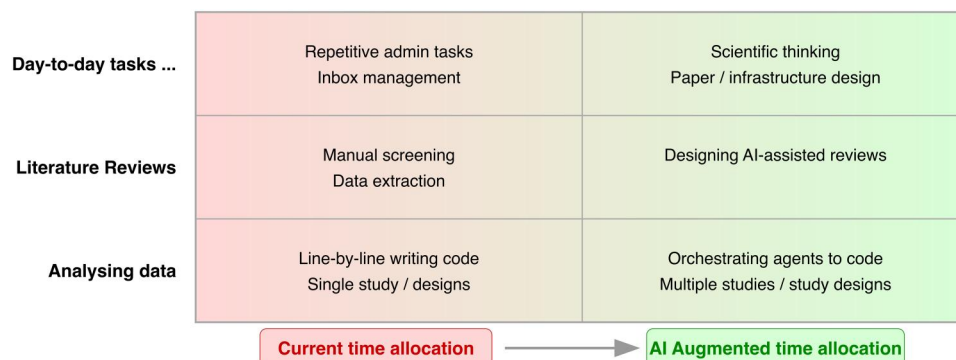 Day-to-day tasks ...
Repetitive admin tasks
Inbox management
Scientific thinking
Paper / infrastructure design
Literature Reviews
Manual screening
Data extraction
Designing AI-assisted reviews
Analysing data
Line-by-line writing code
Single study / designs
Orchestrating agents to code
Multiple studies / study designs
Current time allocation
AI Augmented time allocation